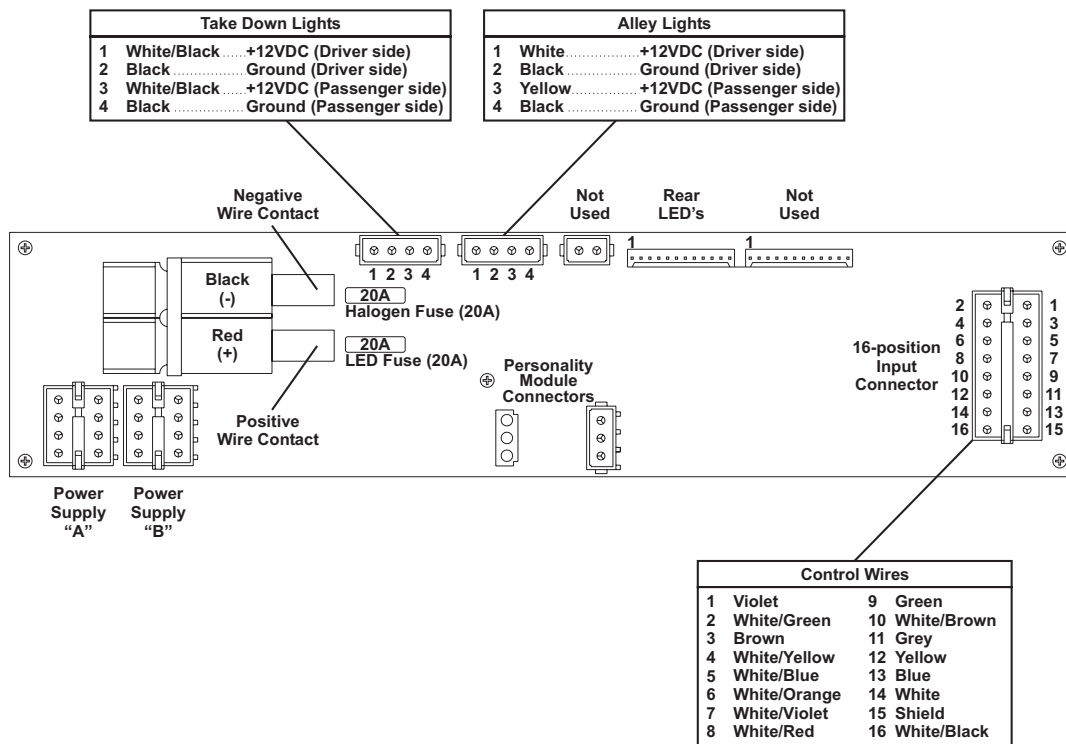 Take Down Lights
1 White/Black ...... +12VDC (Driver side)
2 Black ................ Ground (Driver side)
3 White/Black ...... +12VDC (Passenger side)
4 Black ................ Ground (Passenger side)
Alley Lights
1 White ................ +12VDC (Driver side)
2 Black ................ Ground (Driver side)
3 Yellow ............... +12VDC (Passenger side)
4 Black ................ Ground (Passenger side)
Negative
Wire Contact
Not
Used
Rear
LED's
Not
Used
1
1
1 2 3 4
1 2 3 4
Black
(-)
20A
Halogen Fuse (20A)
Red
(+)
20A
LED Fuse (20A)
Positive
Wire Contact
Personality
Module
Connectors
16-position
Input
Connector
2 1
4 3
6 5
8 7
10 9
12 11
14 13
16 15
Power
Supply
“A”
Power
Supply
“B”
Control Wires
1 Violet 9 Green
2 White/Green 10 White/Brown
3 Brown 11 Grey
4 White/Yellow 12 Yellow
5 White/Blue 13 Blue
6 White/Orange 14 White
7 White/Violet 15 Shield
8 White/Red 16 White/Black